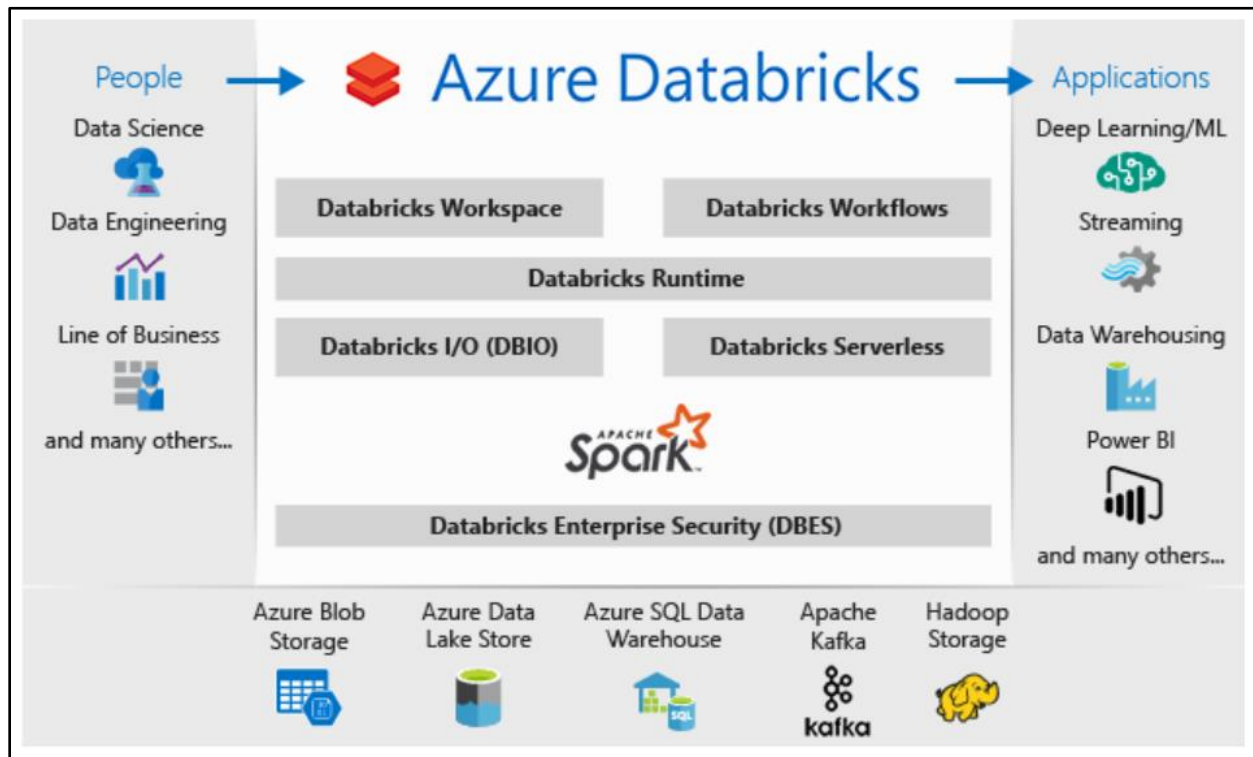 People
Azure Databricks
Applications
Data Science
Data Engineering
Line of Business
and many others...
Databricks Workspace
Databricks Workflows
Databricks Runtime
Databricks I/O (DBIO)
Databricks Serverless
APACHE
Spark™
Databricks Enterprise Security (DBES)
Deep Learning/ML
Streaming
Data Warehousing
Power BI
and many others...
Azure Blob
Storage
Azure Data
Lake Store
Azure SQL Data
Warehouse
SQL
Apache
Kafka
kafka
Hadoop
Storage